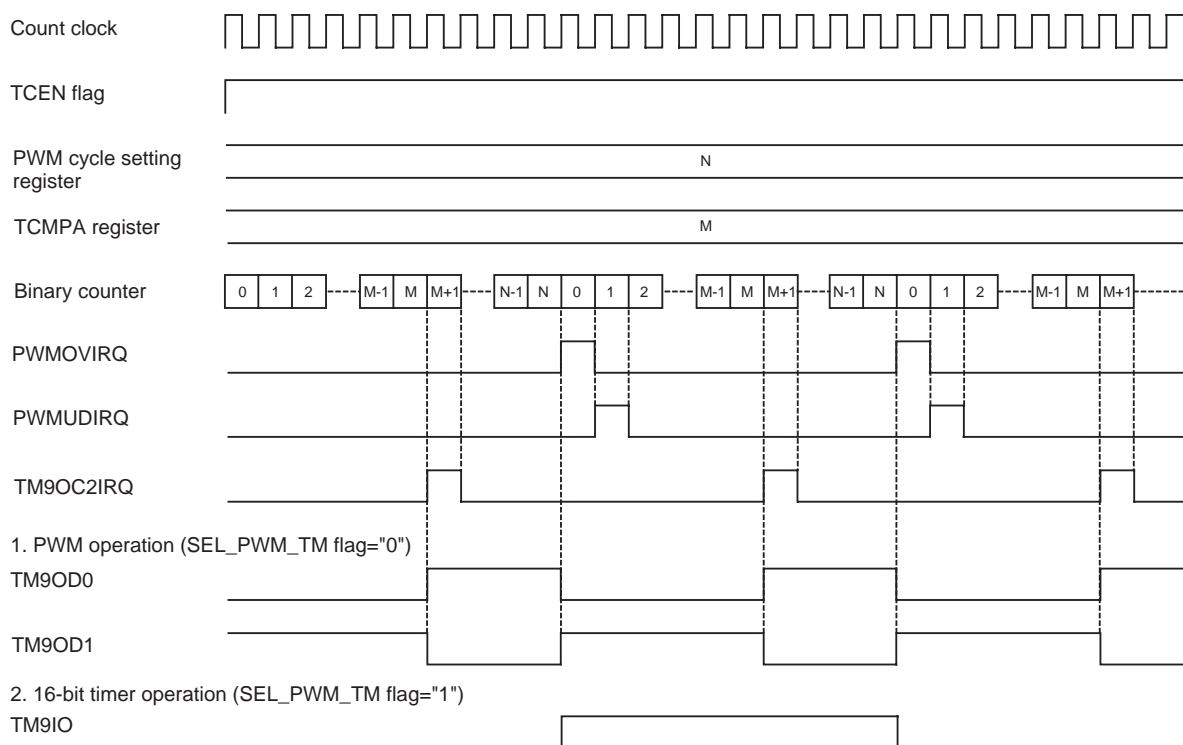 Count clock
TCEN flag
PWM cycle setting
register
N
TCMPA register
M
Binary counter 0 1 2 M-1 M M+1 N-1 N 0 1 2 M-1 M M+1 N-1 N 0 1 2 M-1 M M+1
PWMOVIRQ
PWMUDIRQ
TM9OC2IRQ
1. PWM operation (SEL_PWM_TM flag="0")
TM9OD0
TM9OD1
2. 16-bit timer operation (SEL_PWM_TM flag="1")
TM9IO